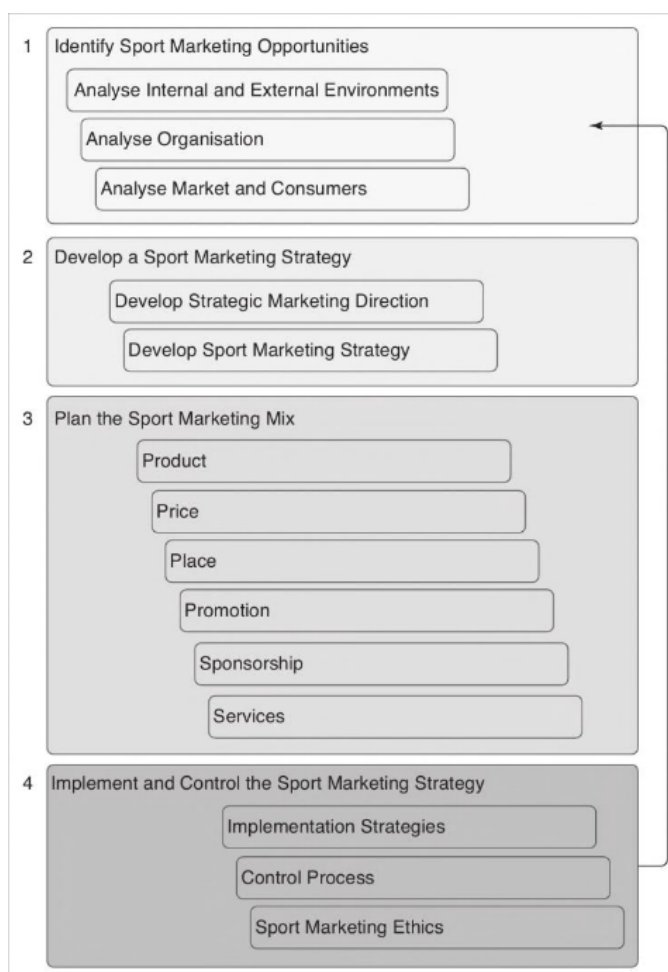 1 Identify Sport Marketing Opportunities
Analyse Internal and External Environments
Analyse Organisation
Analyse Market and Consumers
2 Develop a Sport Marketing Strategy
Develop Strategic Marketing Direction
Develop Sport Marketing Strategy
3 Plan the Sport Marketing Mix
Product
Price
Place
Promotion
Sponsorship
Services
4 Implement and Control the Sport Marketing Strategy
Implementation Strategies
Control Process
Sport Marketing Ethics